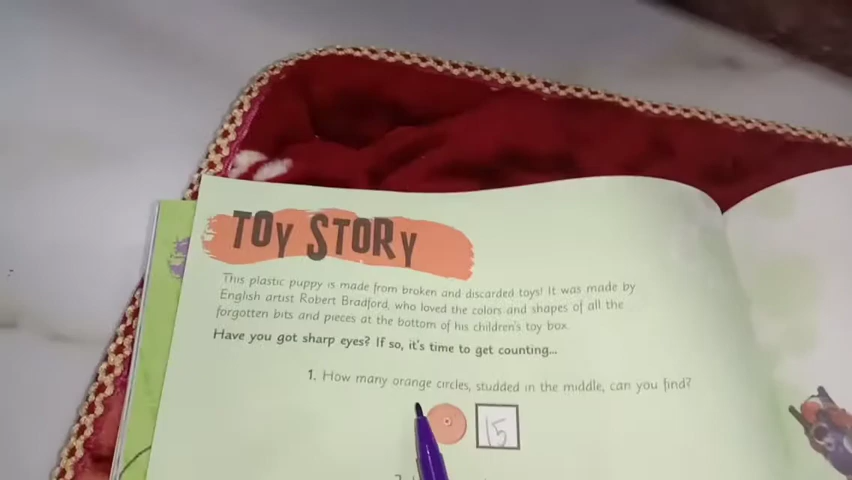 TOY STORY
This plastic puppy is made from broken and discarded toys! It was made by
English artist Robert Bradford, who loved the colors and shapes of all the
forgotten bits and pieces at the bottom of his children's toy box.
Have you got sharp eyes? If so, it's time to get counting...
1. How many orange circles, studded in the middle, can you find?
15